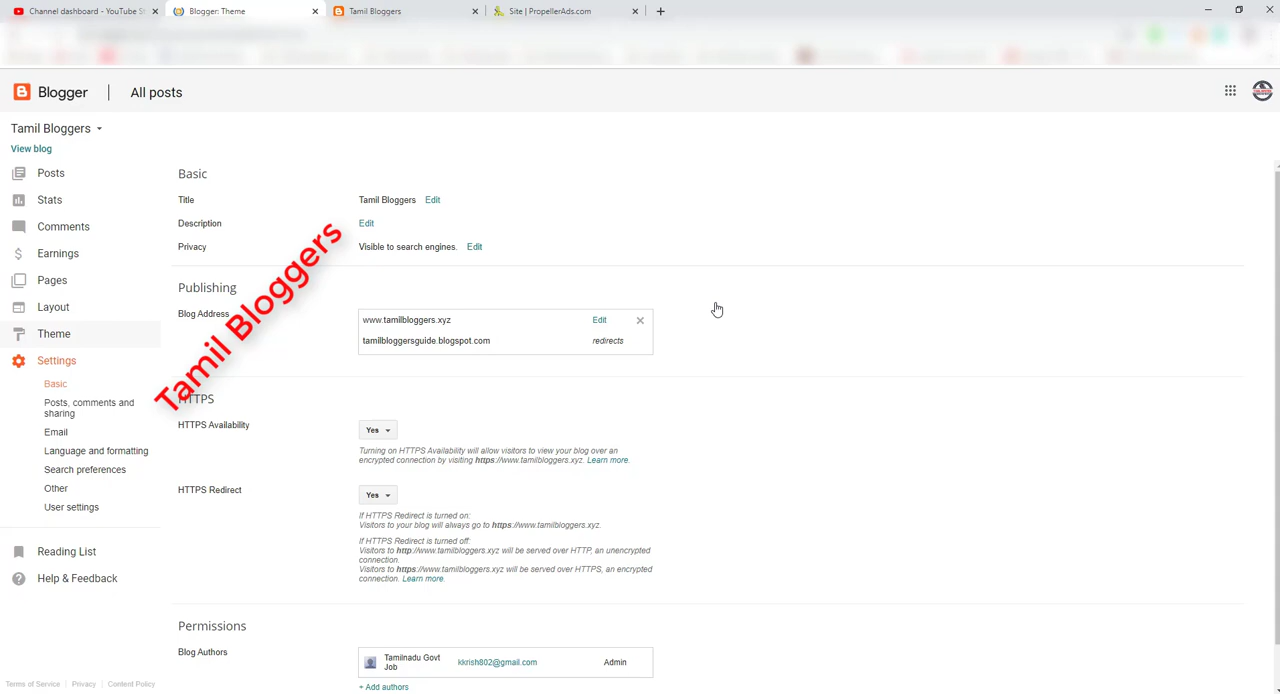 Channel dashboard - YouTube St
Blogger: Theme
Tamil Bloggers
Site | PropellerAds.com
Blogger
All posts
Tamil Bloggers
View blog
Posts
Stats
Comments
Earnings
Pages
Layout
Theme
Settings
Basic
Posts, comments and
sharing
Email
Language and formatting
Search preferences
Other
User settings
Reading List
Help & Feedback
Terms of Service | Privacy | Content Policy
Basic
Title Tamil Bloggers Edit
Description Edit
Privacy Visible to search engines. Edit
Tamil Bloggers
Publishing
Blog Address
www.tamilbloggers.xyz Edit
tamilbloggersguide.blogspot.com redirects
HTTPS
HTTPS Availability Yes
Turning on HTTPS Availability will allow visitors to view your blog over an
encrypted connection by visiting https://www.tamilbloggers.xyz. Learn more.
HTTPS Redirect Yes
If HTTPS Redirect is turned on:
Visitors to your blog will always go to https://www.tamilbloggers.xyz.
If HTTPS Redirect is turned off:
Visitors to http://www.tamilbloggers.xyz will be served over HTTP, an unencrypted
connection.
Visitors to https://www.tamilbloggers.xyz will be served over HTTPS, an encrypted
connection. Learn more.
Permissions
Blog Authors
Tamilnadu Govt
Job
kkrish802@gmail.com Admin
+ Add authors